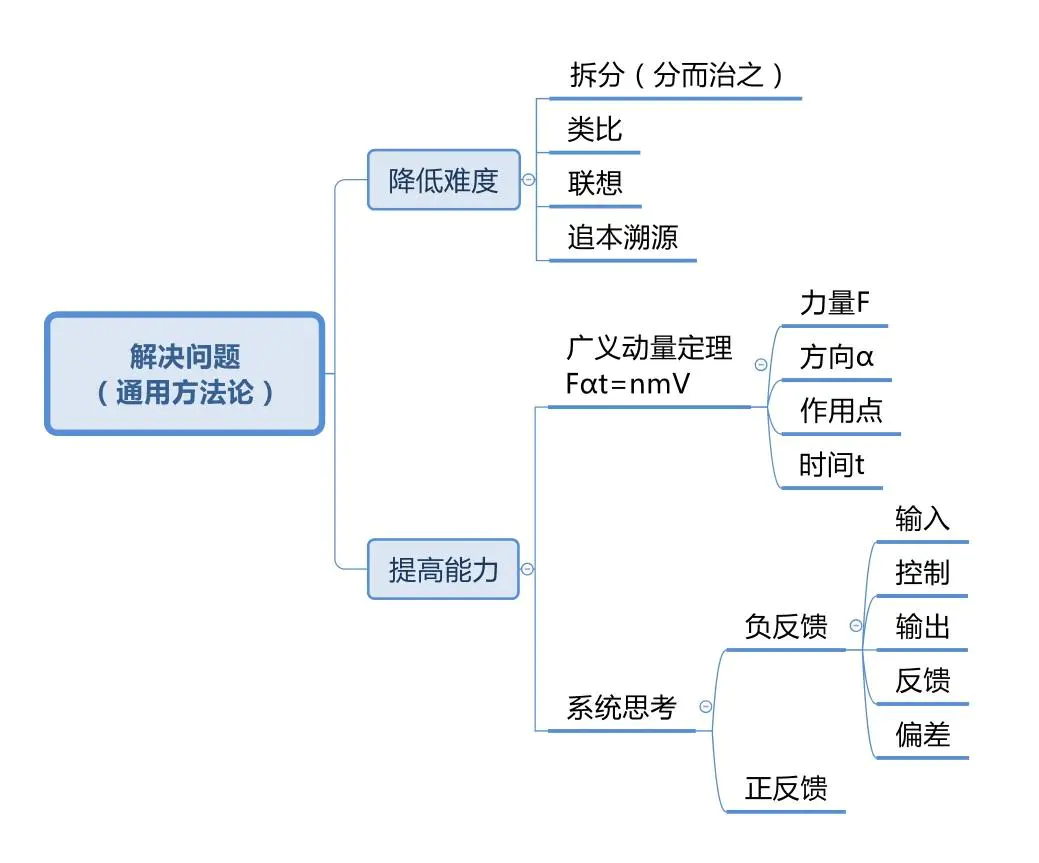 解决问题
（通用方法论）
降低难度
拆分（分而治之）
类比
联想
追本溯源
提高能力
广义动量定理
Fαt=nmV
力量F
方向α
作用点
时间t
系统思考
负反馈
输入
控制
输出
反馈
偏差
正反馈